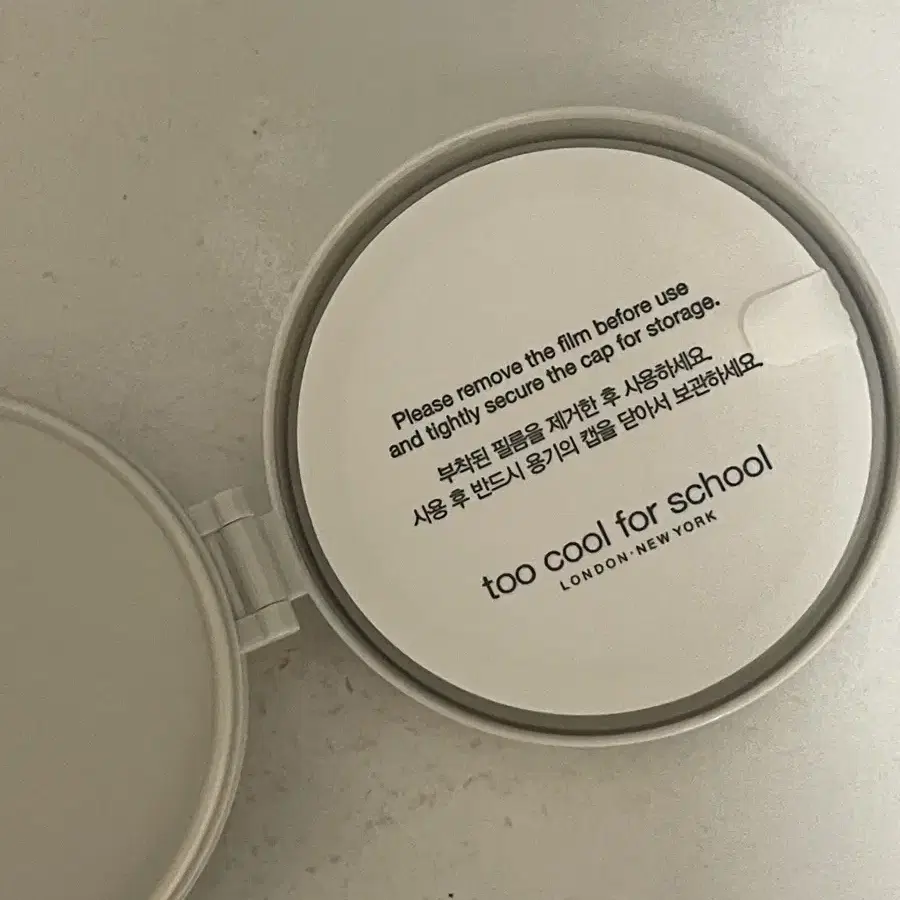 Please remove the film before use
and tightly secure the cap for storage.
부착된 필름을 제거한 후 사용하세요.
사용 후 반드시 용기의 캡을 닫아서 보관하세요.
too cool for school
LONDON·NEW YORK